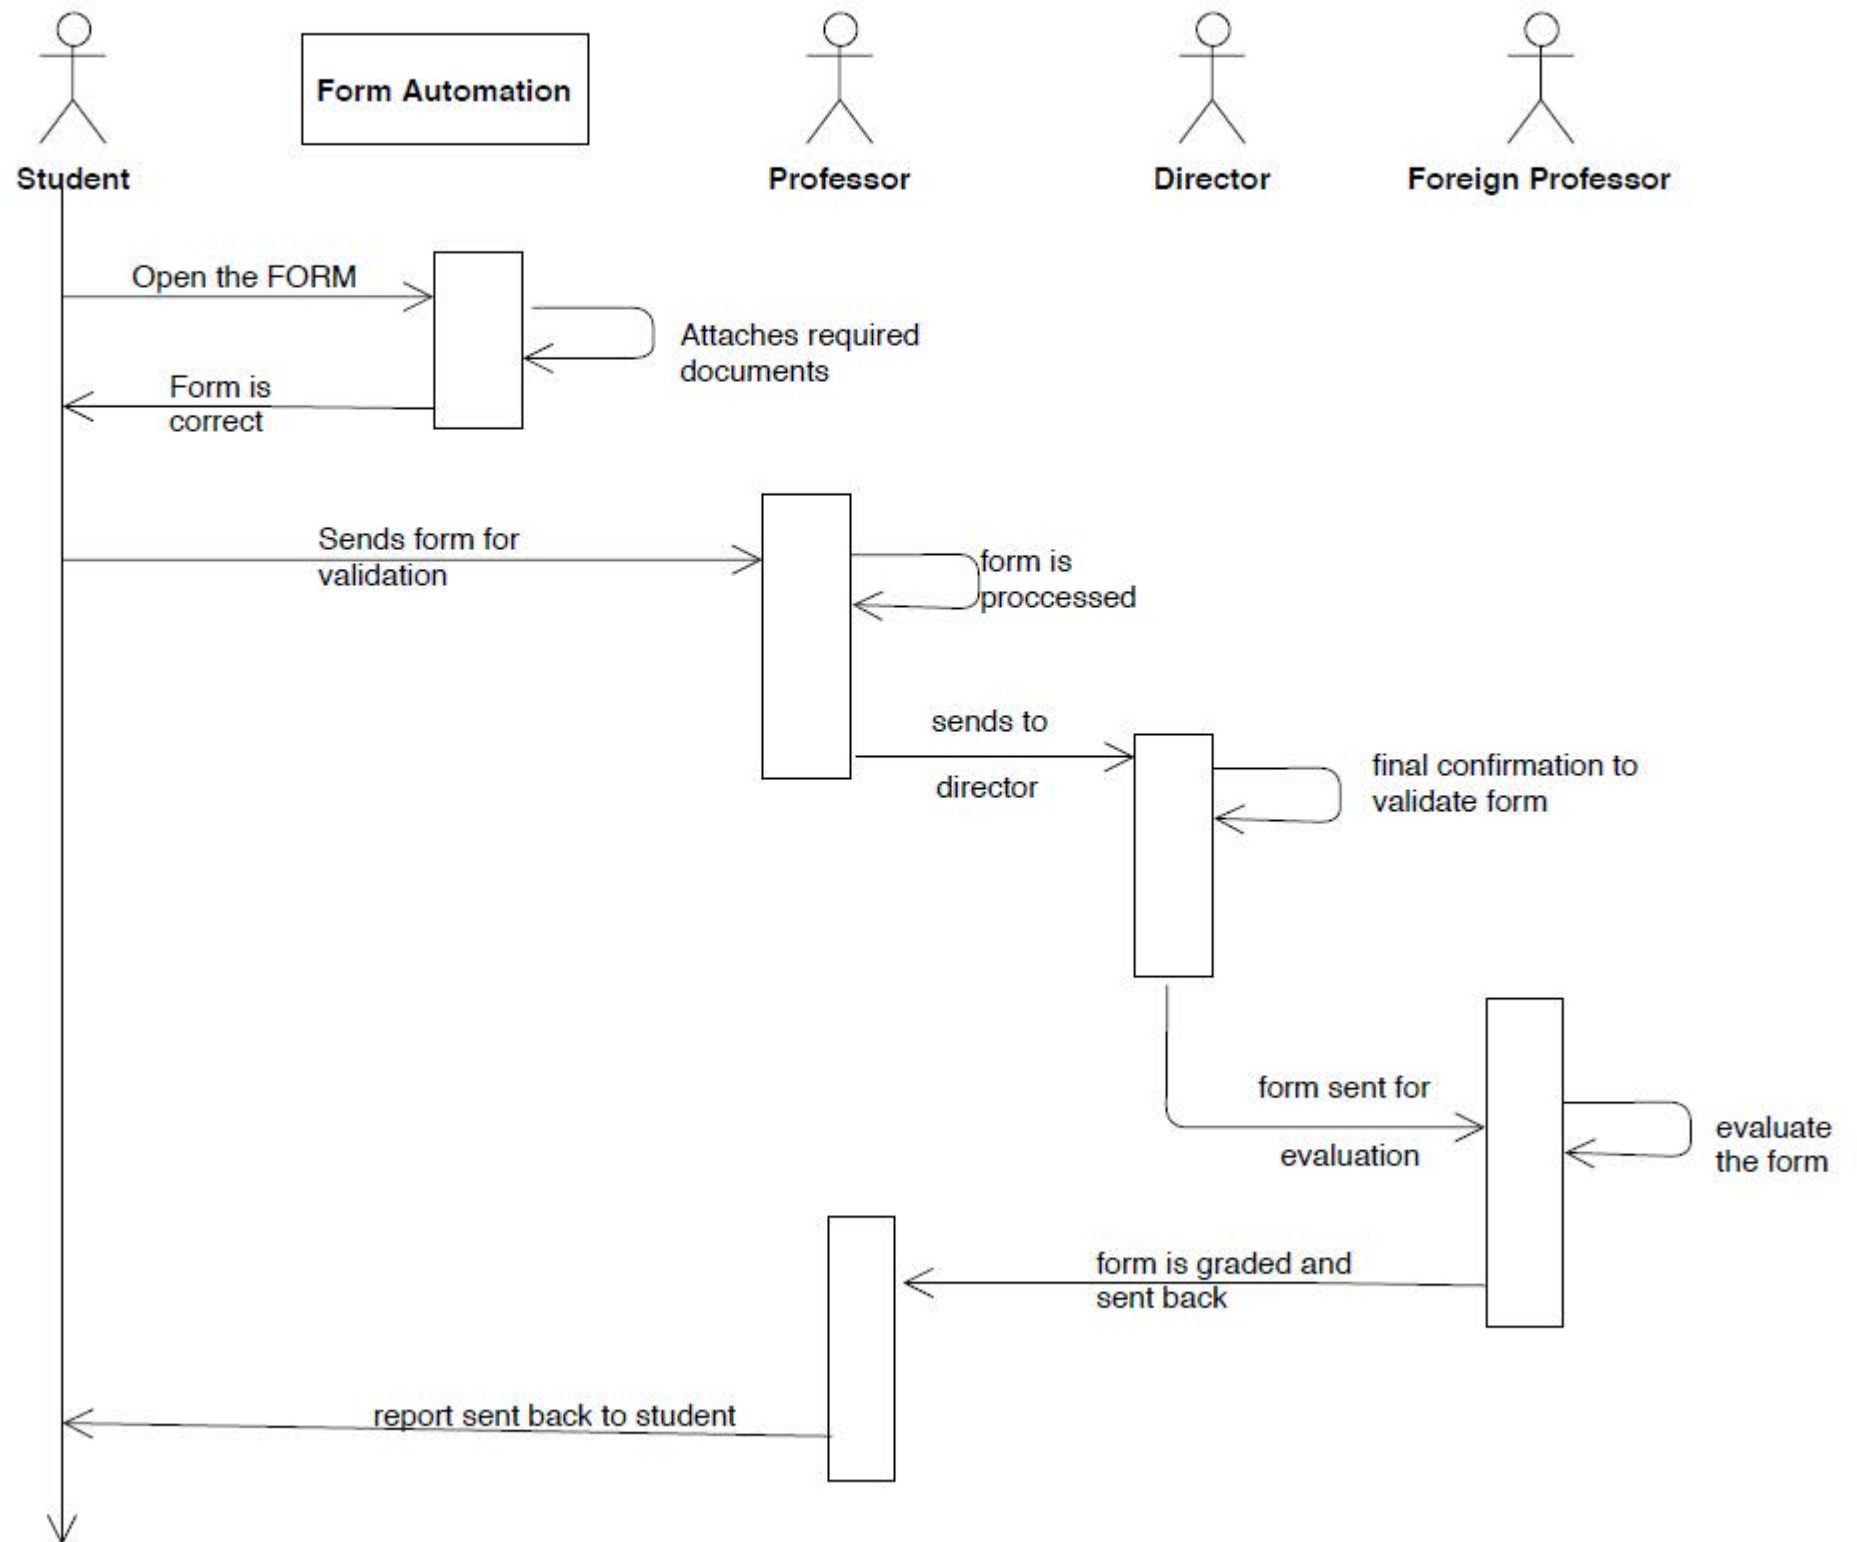 Form Automation
Student
Professor
Director
Foreign Professor
Open the FORM
Attaches required
documents
Form is
correct
Sends form for
validation
form is
proccessed
sends to
director
final confirmation to
validate form
form sent for
evaluation
evaluate
the form
form is graded and
sent back
report sent back to student